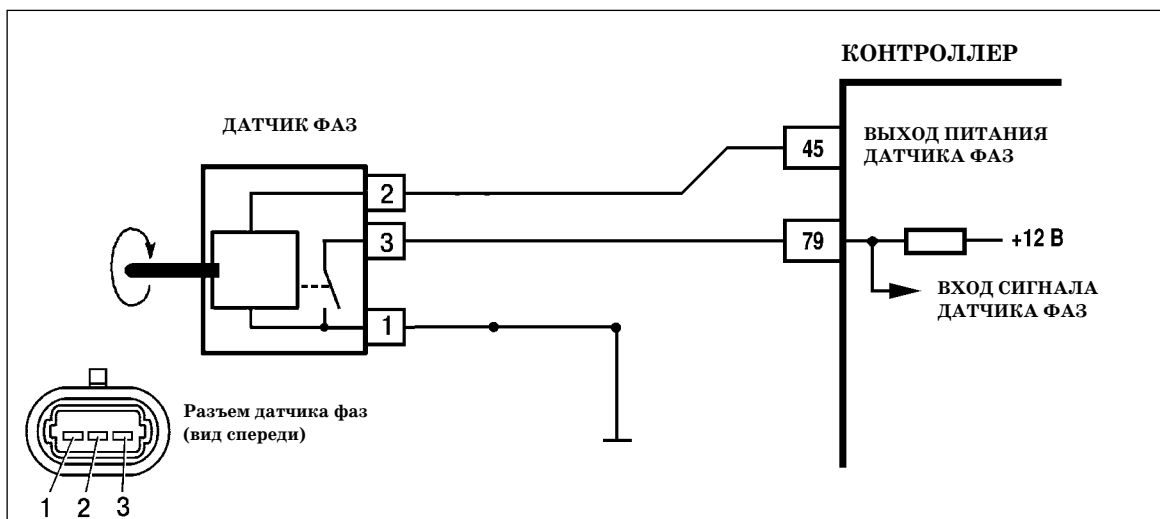 КОНТРОЛЛЕР
ДАТЧИК ФАЗ
45
ВЫХОД ПИТАНИЯ
ДАТЧИКА ФАЗ
2
3
79
+12 В
ВХОД СИГНАЛА
ДАТЧИКА ФАЗ
1
Разъем датчика фаз
(вид спереди)
1 2 3